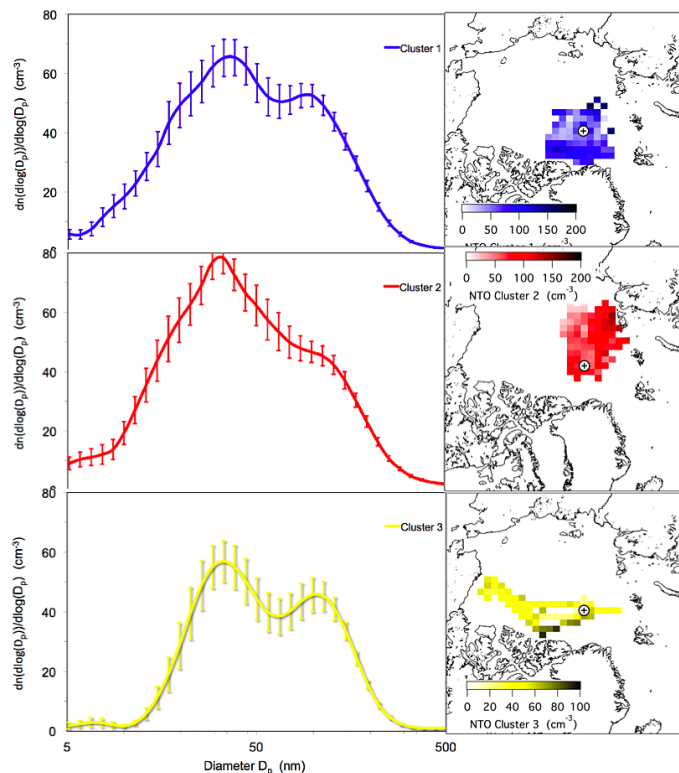 80
60
40
20
dn(dlog(Dp))/dlog(Dp) (cm-3)
Cluster 1
0 50 100 150 200
NTO Cluster 1 (cm-3)
80
60
40
20
dn(dlog(Dp))/dlog(Dp) (cm-3)
Cluster 2
0 50 100 150 200
NTO Cluster 2 (cm-3)
80
60
40
20
0
dn(dlog(Dp))/dlog(Dp) (cm-3)
Cluster 3
0 20 40 60 80 100
NTO Cluster 3 (cm-3)
5 50 500
Diameter Dp (nm)